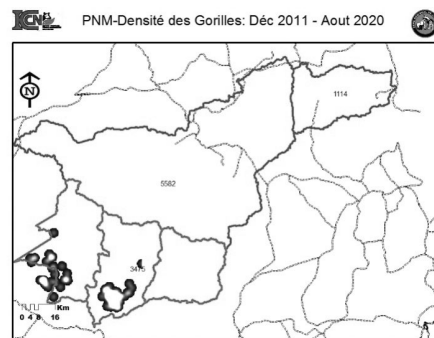 ICCN
PNM-Densité des Gorilles: Déc 2011 - Aout 2020
N
1114
5582
3475
Km
0 4 8 16